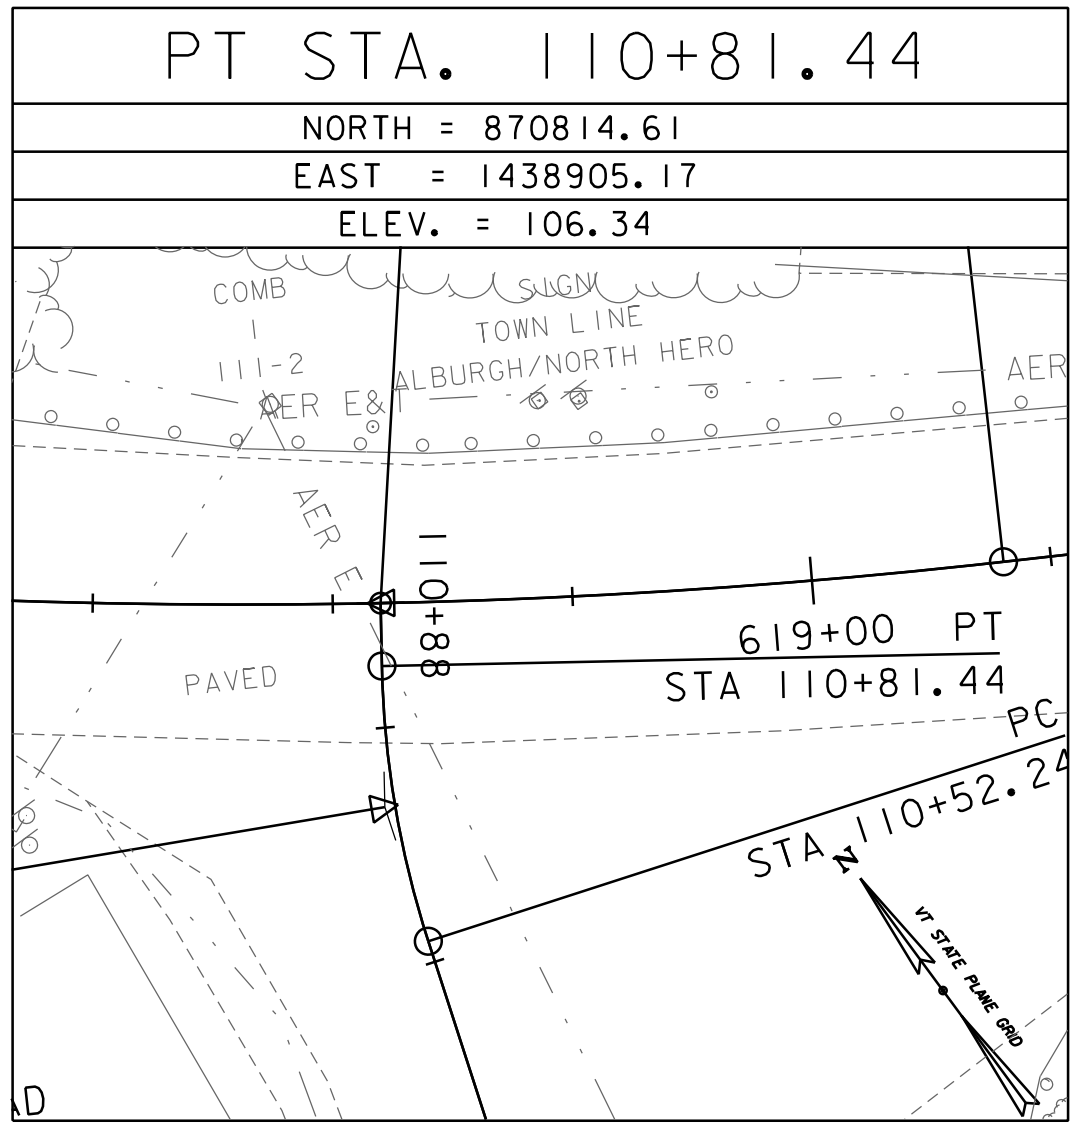 PT STA. 110+81.44
NORTH = 870814.61
EAST = 1438905.17
ELEV. = 106.34
COMB
111-2
SIGN
TOWN LINE
ALBURGH/NORTH HERO
AER E&
AER
AER E
110+88
619+00 PT
STA 110+81.44
PAVED
PC
STA 110+52.24
N
VT STATE PLANE GRID
D